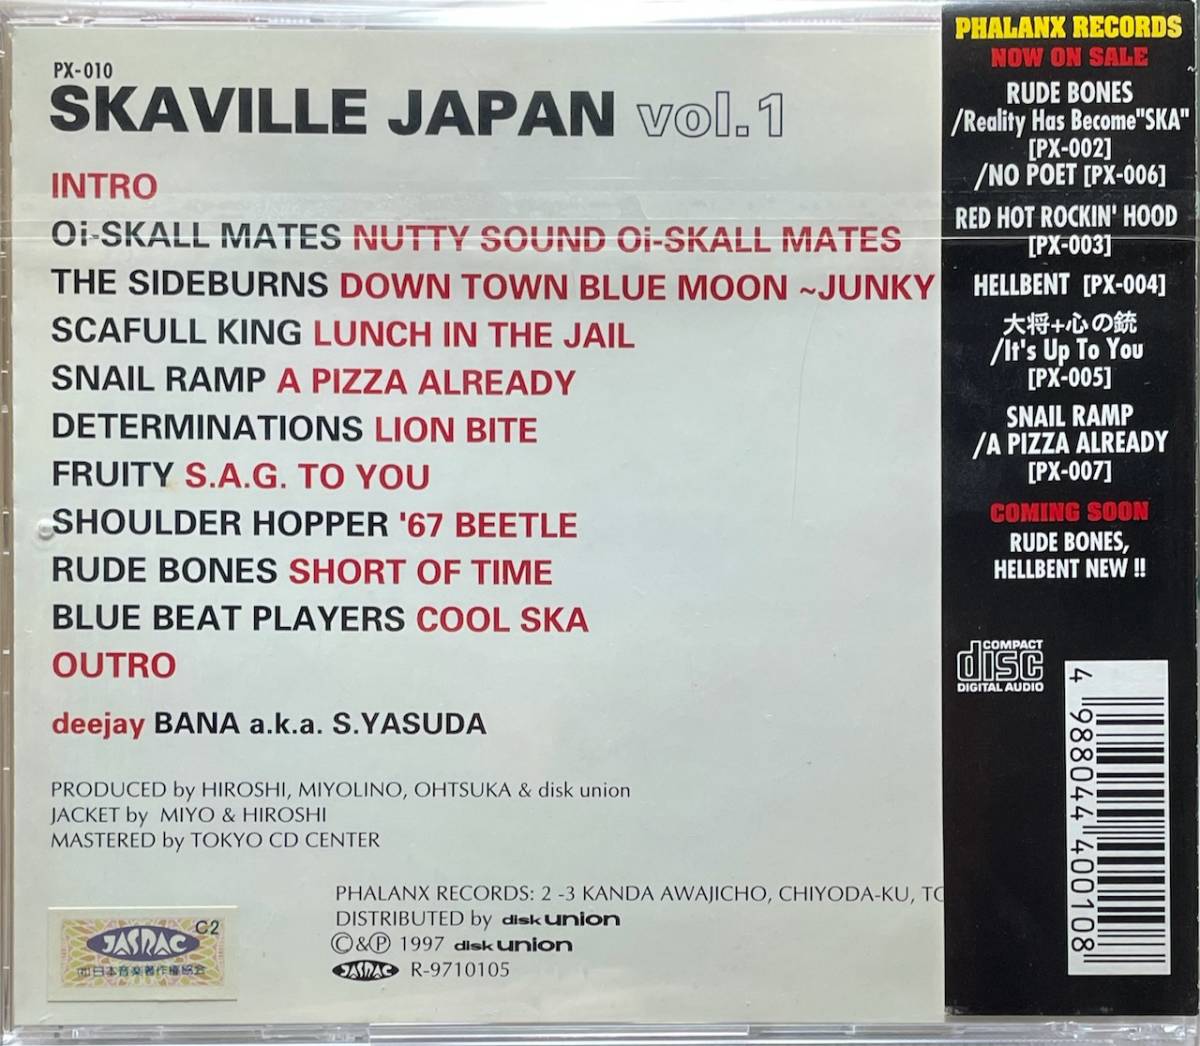 PX-010
SKAVILLE JAPAN vol.1
INTRO
Oi-SKALL MATES NUTTY SOUND Oi-SKALL MATES
THE SIDEBURNS DOWN TOWN BLUE MOON ~JUNKY
SCAFULL KING LUNCH IN THE JAIL
SNAIL RAMP A PIZZA ALREADY
DETERMINATIONS LION BITE
FRUITY S.A.G. TO YOU
SHOULDER HOPPER '67 BEETLE
RUDE BONES SHORT OF TIME
BLUE BEAT PLAYERS COOL SKA
OUTRO
deejay BANA a.k.a. S.YASUDA
PRODUCED by HIROSHI, MIYOLINO, OHTSUKA & disk union
JACKET by MIYO & HIROSHI
MASTERED by TOKYO CD CENTER
PHALANX RECORDS: 2 -3 KANDA AWAJICHO, CHIYODA-KU,
DISTRIBUTED by disk union
©&℗ 1997 disk union
JASRAC R-9710105
C2
JASRAC
(社)日本音楽著作権協会
PHALANX RECORDS
NOW ON SALE
RUDE BONES
/Reality Has Become"SKA"
[PX-002]
/NO POET [PX-006]
RED HOT ROCKIN' HOOD
[PX-003]
HELLBENT [PX-004]
大将+心の銃
/It's Up To You
[PX-005]
SNAIL RAMP
/A PIZZA ALREADY
[PX-007]
COMING SOON
RUDE BONES,
HELLBENT NEW !!
COMPACT
disc
DIGITAL AUDIO
4 988044 400108